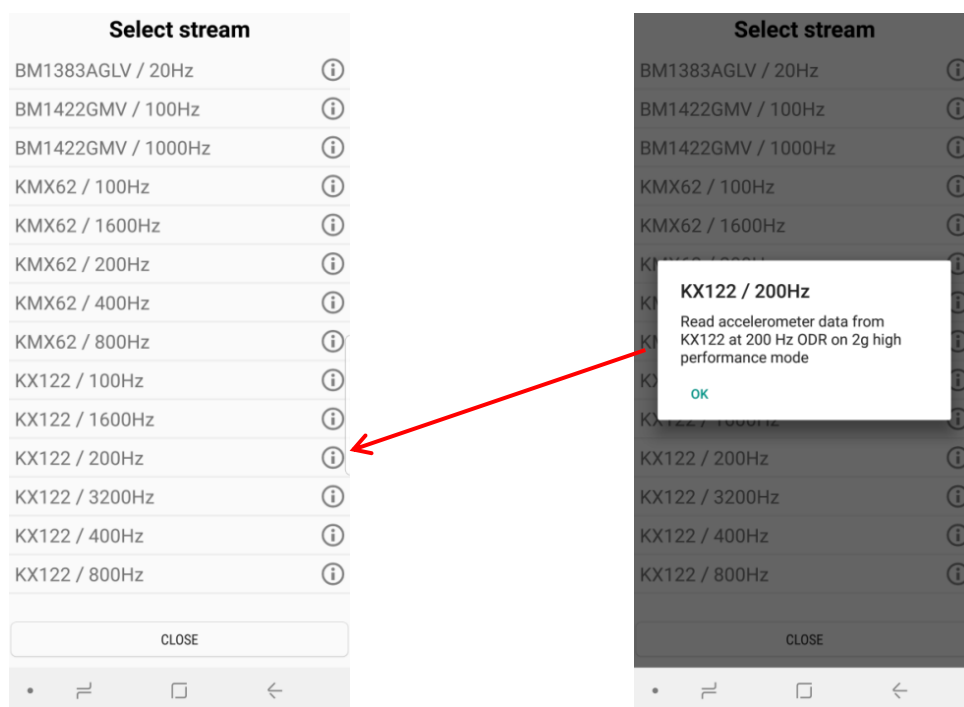 Select stream
BM1383AGLV / 20Hz
BM1422GMV / 100Hz
BM1422GMV / 1000Hz
KMX62 / 100Hz
KMX62 / 1600Hz
KMX62 / 200Hz
KMX62 / 400Hz
KMX62 / 800Hz
KX122 / 100Hz
KX122 / 1600Hz
KX122 / 200Hz
KX122 / 3200Hz
KX122 / 400Hz
KX122 / 800Hz
CLOSE
Select stream
BM1383AGLV / 20Hz
BM1422GMV / 100Hz
BM1422GMV / 1000Hz
KMX62 / 100Hz
KMX62 / 1600Hz
KX122 / 200Hz
Read accelerometer data from
KX122 at 200 Hz ODR on 2g high
performance mode
OK
KX122 / 1600Hz
KX122 / 200Hz
KX122 / 3200Hz
KX122 / 400Hz
KX122 / 800Hz
CLOSE